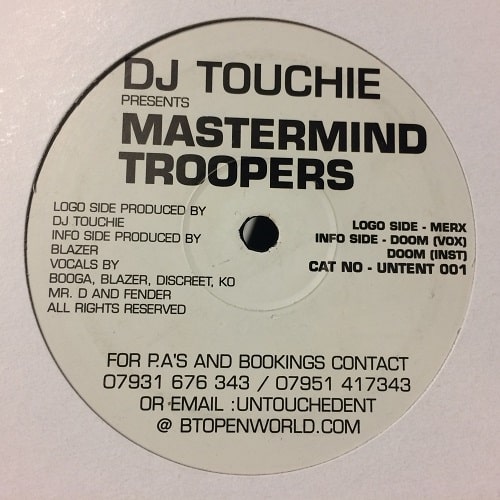 DJ TOUCHIE
PRESENTS
MASTERMIND
TROOPERS
LOGO SIDE PRODUCED BY
DJ TOUCHIE
INFO SIDE PRODUCED BY
BLAZER
VOCALS BY
BOOGA, BLAZER, DISCREET, KO
MR. D AND FENDER
ALL RIGHTS RESERVED
LOGO SIDE - MERX
INFO SIDE - DOOM (VOX)
DOOM (INST)
CAT NO - UNTENT 001
FOR P.A'S AND BOOKINGS CONTACT
07931 676 343 / 07951 417343
OR EMAIL :UNTOUCHEDENT
@ BTOPENWORLD.COM